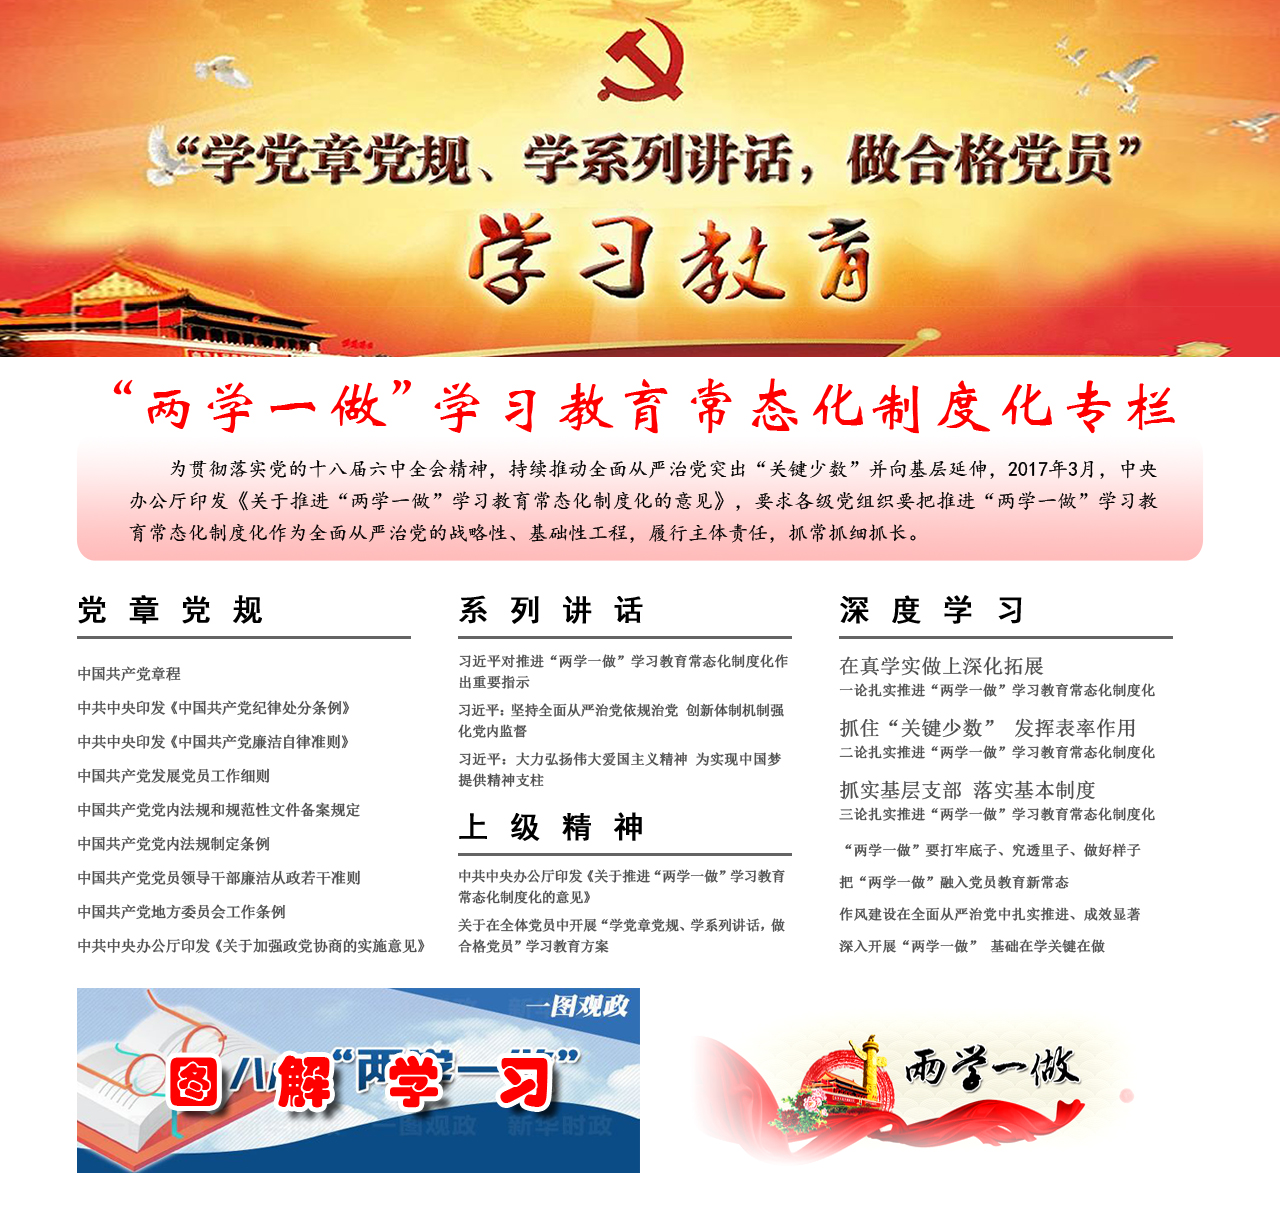 “学党章党规、学系列讲话，做合格党员”
学习教育
“两学一做”学习教育常态化制度化专栏
为贯彻落实党的十八届六中全会精神，持续推动全面从严治党突出“关键少数”并向基层延伸，2017年3月，中央
办公厅印发《关于推进“两学一做”学习教育常态化制度化的意见》，要求各级党组织要把推进“两学一做”学习教
育常态化制度化作为全面从严治党的战略性、基础性工程，履行主体责任，抓常抓细抓长。
党章党规
中国共产党章程
中共中央印发《中国共产党纪律处分条例》
中共中央印发《中国共产党廉洁自律准则》
中国共产党发展党员工作细则
中国共产党党内法规和规范性文件备案规定
中国共产党党内法规制定条例
中国共产党党员领导干部廉洁从政若干准则
中国共产党地方委员会工作条例
中共中央办公厅印发《关于加强政党协商的实施意见》
系列讲话
习近平对推进“两学一做”学习教育常态化制度化作
出重要指示
习近平：坚持全面从严治党依规治党 创新体制机制强
化党内监督
习近平：大力弘扬伟大爱国主义精神 为实现中国梦
提供精神支柱
上级精神
中共中央办公厅印发《关于推进“两学一做”学习教育
常态化制度化的意见》
关于在全体党员中开展“学党章党规、学系列讲话，做
合格党员”学习教育方案
深度学习
在真学实做上深化拓展
一论扎实推进“两学一做”学习教育常态化制度化
抓住“关键少数” 发挥表率作用
二论扎实推进“两学一做”学习教育常态化制度化
抓实基层支部 落实基本制度
三论扎实推进“两学一做”学习教育常态化制度化
“两学一做”要打牢底子、究透里子、做好样子
把“两学一做”融入党员教育新常态
作风建设在全面从严治党中扎实推进、成效显著
深入开展“两学一做” 基础在学关键在做
一图观政
图解学习
一图观政 新华时政
两学一做